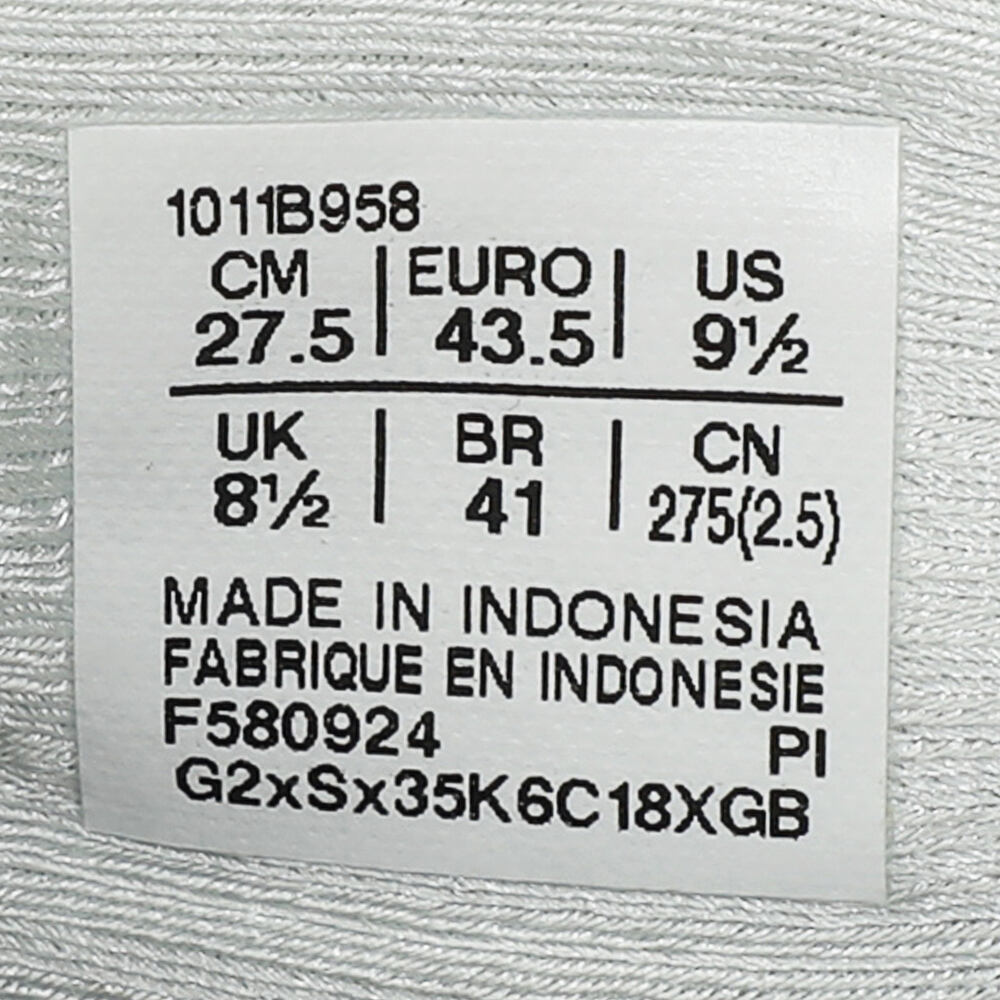 1011B958
CM | EURO | US
27.5 | 43.5 | 9½
UK | BR | CN
8½ | 41 | 275(2.5)
MADE IN INDONESIA
FABRIQUE EN INDONESIE
F580924 PI
G2xSx35K6C18XGB